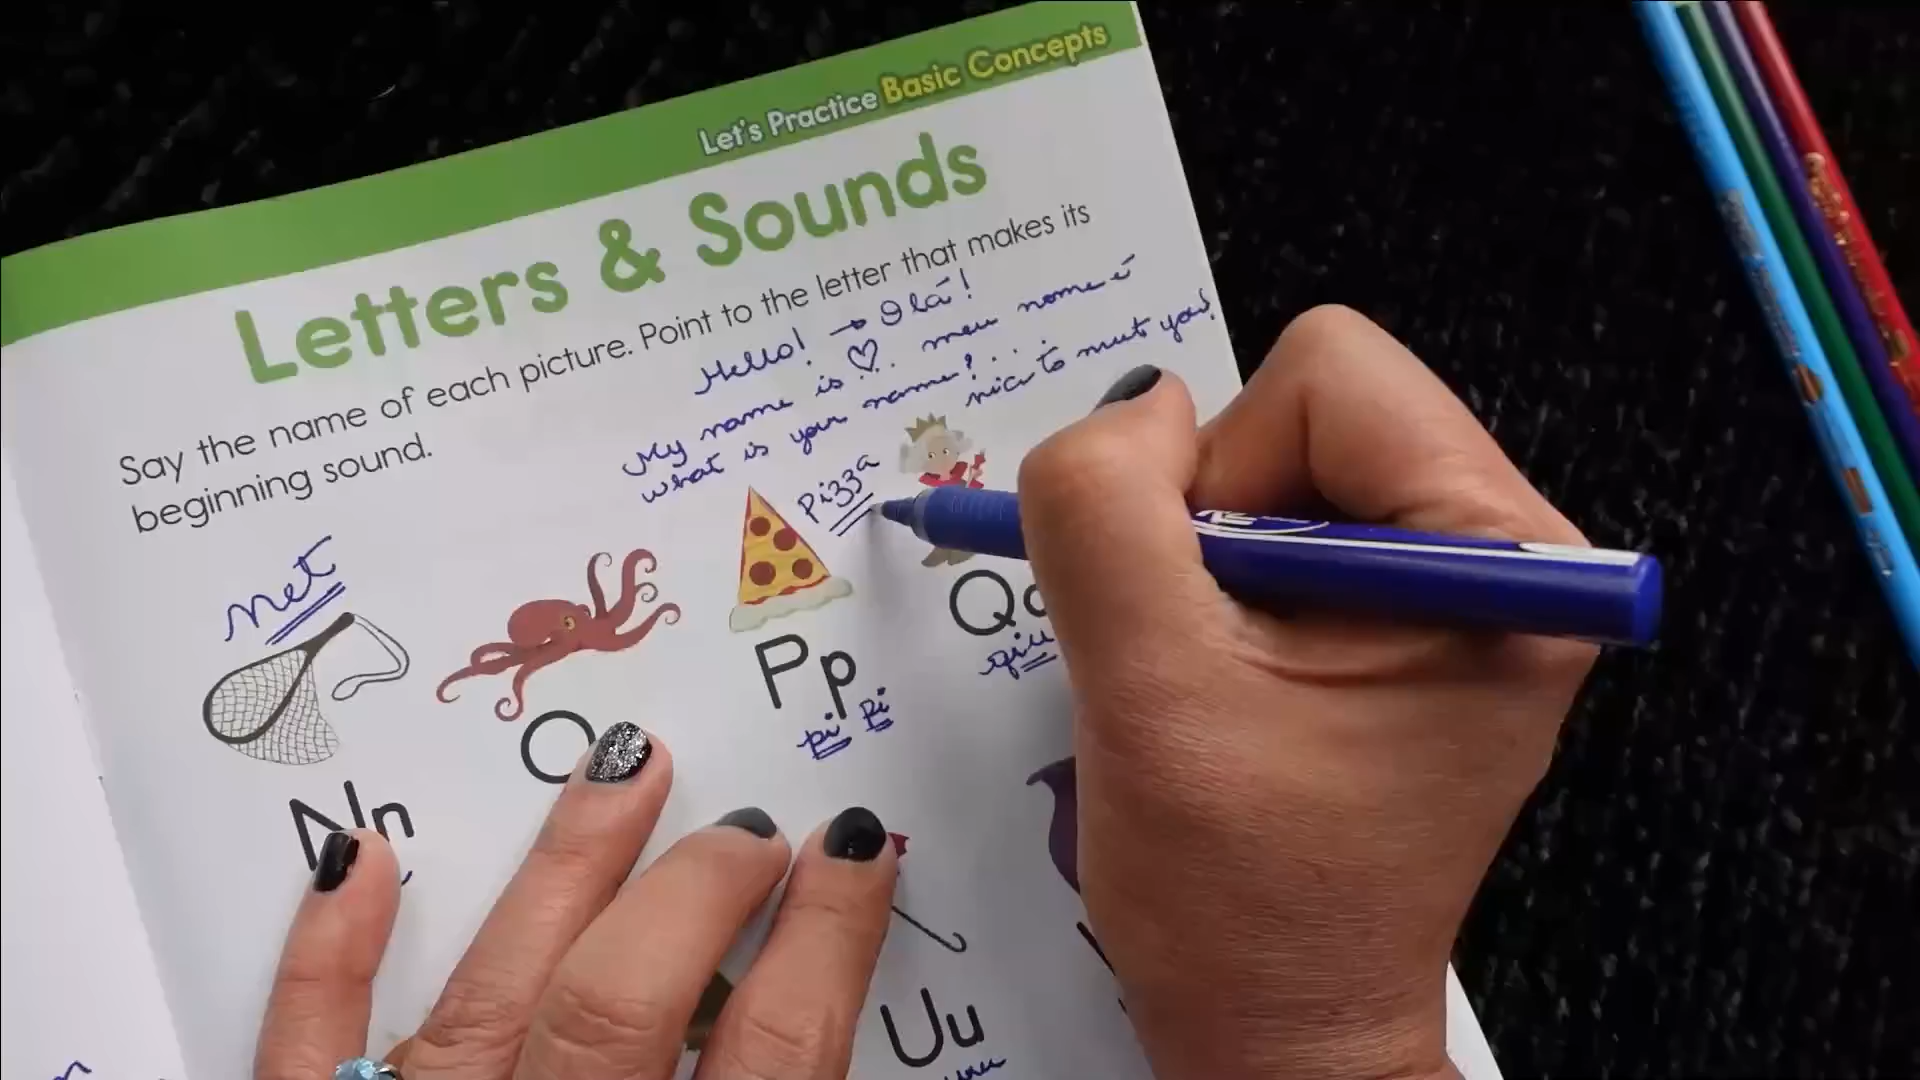 Let's Practice Basic Concepts
Letters & Sounds
Say the name of each picture. Point to the letter that makes its
beginning sound.
Hello! → Olá!
My name is ♡... meu nome é...
what is your name?
nice to meet you!
net
Pizza
Nn
O
Pp
pi pi
Uu